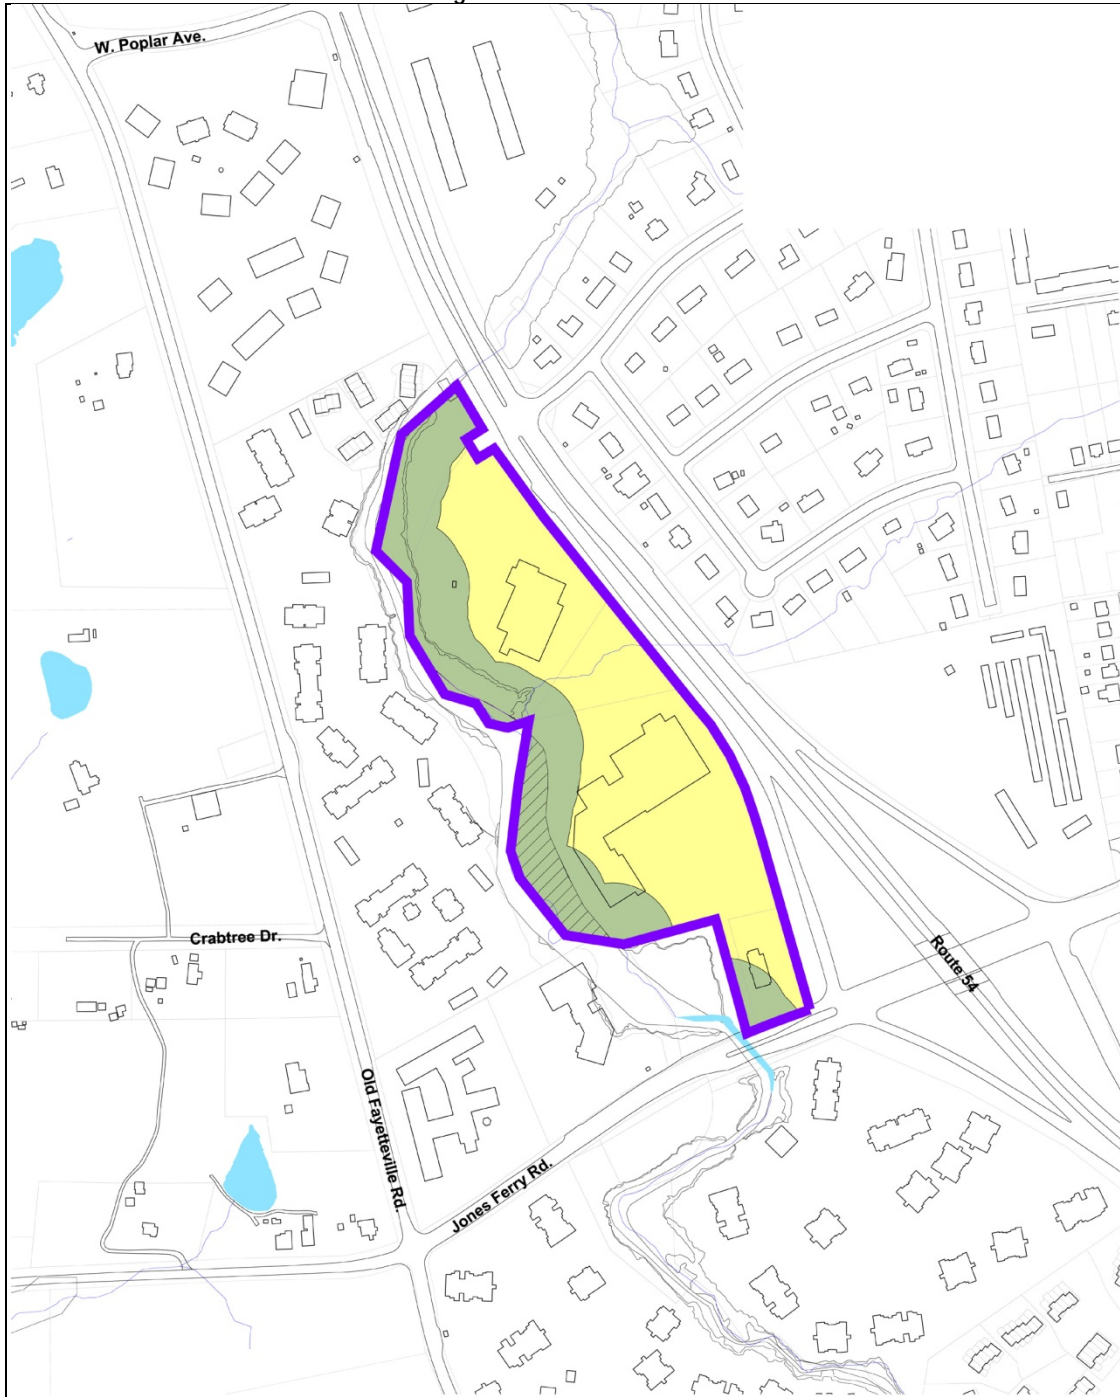 W. Poplar Ave.
Crabtree Dr.
Route 54
Old Fayetteville Rd.
Jones Ferry Rd.